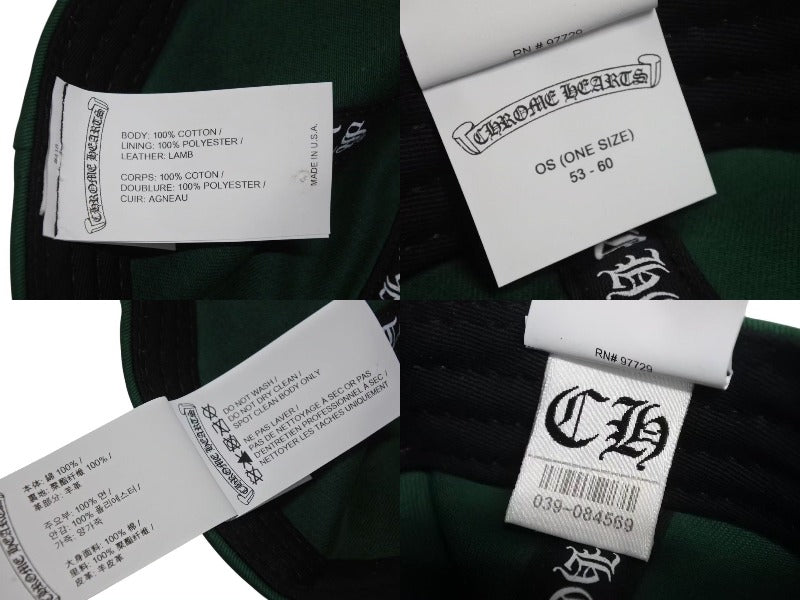 CHROME HEARTS
BODY: 100% COTTON /
LINING: 100% POLYESTER /
LEATHER: LAMB
CORPS: 100% COTON /
DOUBLURE: 100% POLYESTER /
CUIR: AGNEAU
MADE IN U.S.A.
RN # 97729
CHROME HEARTS
OS (ONE SIZE)
53 - 60
DO NOT WASH /
DO NOT DRY CLEAN /
SPOT CLEAN BODY ONLY
NE PAS LAVER /
PAS DE NETTOYAGE A SEC OR PAS
D'ENTRETIEN PROFESSIONNEL A SEC /
NETTOYER LES TACHES UNIQUEMENT
CHROME HEARTS
本体: 綿 100% /
裏地: 聚酯纤维 100% /
革部分: 羊革
주요부: 100% 면 /
안감: 100% 폴리에스터 /
가죽: 양가죽
大身面料: 100% 棉 /
里料: 100% 聚酯纤维 /
皮革: 羊皮革
CHROME HEARTS
RN# 97729
CH
039-084569